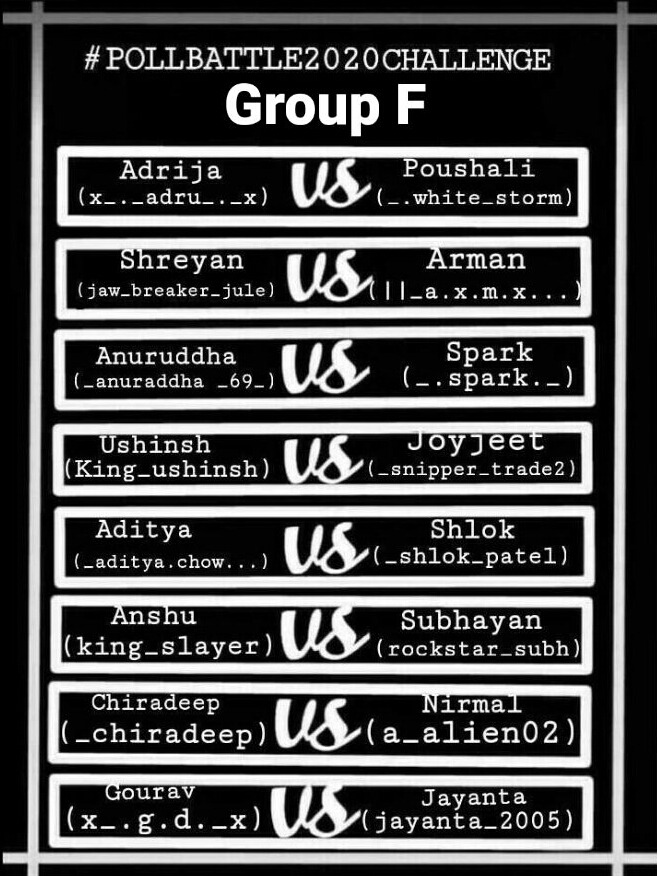 #POLLBATTLE2020CHALLENGE
Group F
Adrija vs Poushali
(x_._adru_._x) (_.white_storm)
Shreyan vs Arman
(jaw_breaker_jule) (||_a.x.m.x...)
Anuruddha vs Spark
(_anuraddha _69_) (_.spark._)
Ushinsh vs Joyjeet
(King_ushinsh) (_snipper_trade2)
Aditya vs Shlok
(_aditya.chow...) (_shlok_patel)
Anshu vs Subhayan
(king_slayer) (rockstar_subh)
Chiradeep vs Nirmal
(_chiradeep) (a_alien02)
Gourav vs Jayanta
(x_.g.d._x) (jayanta_2005)